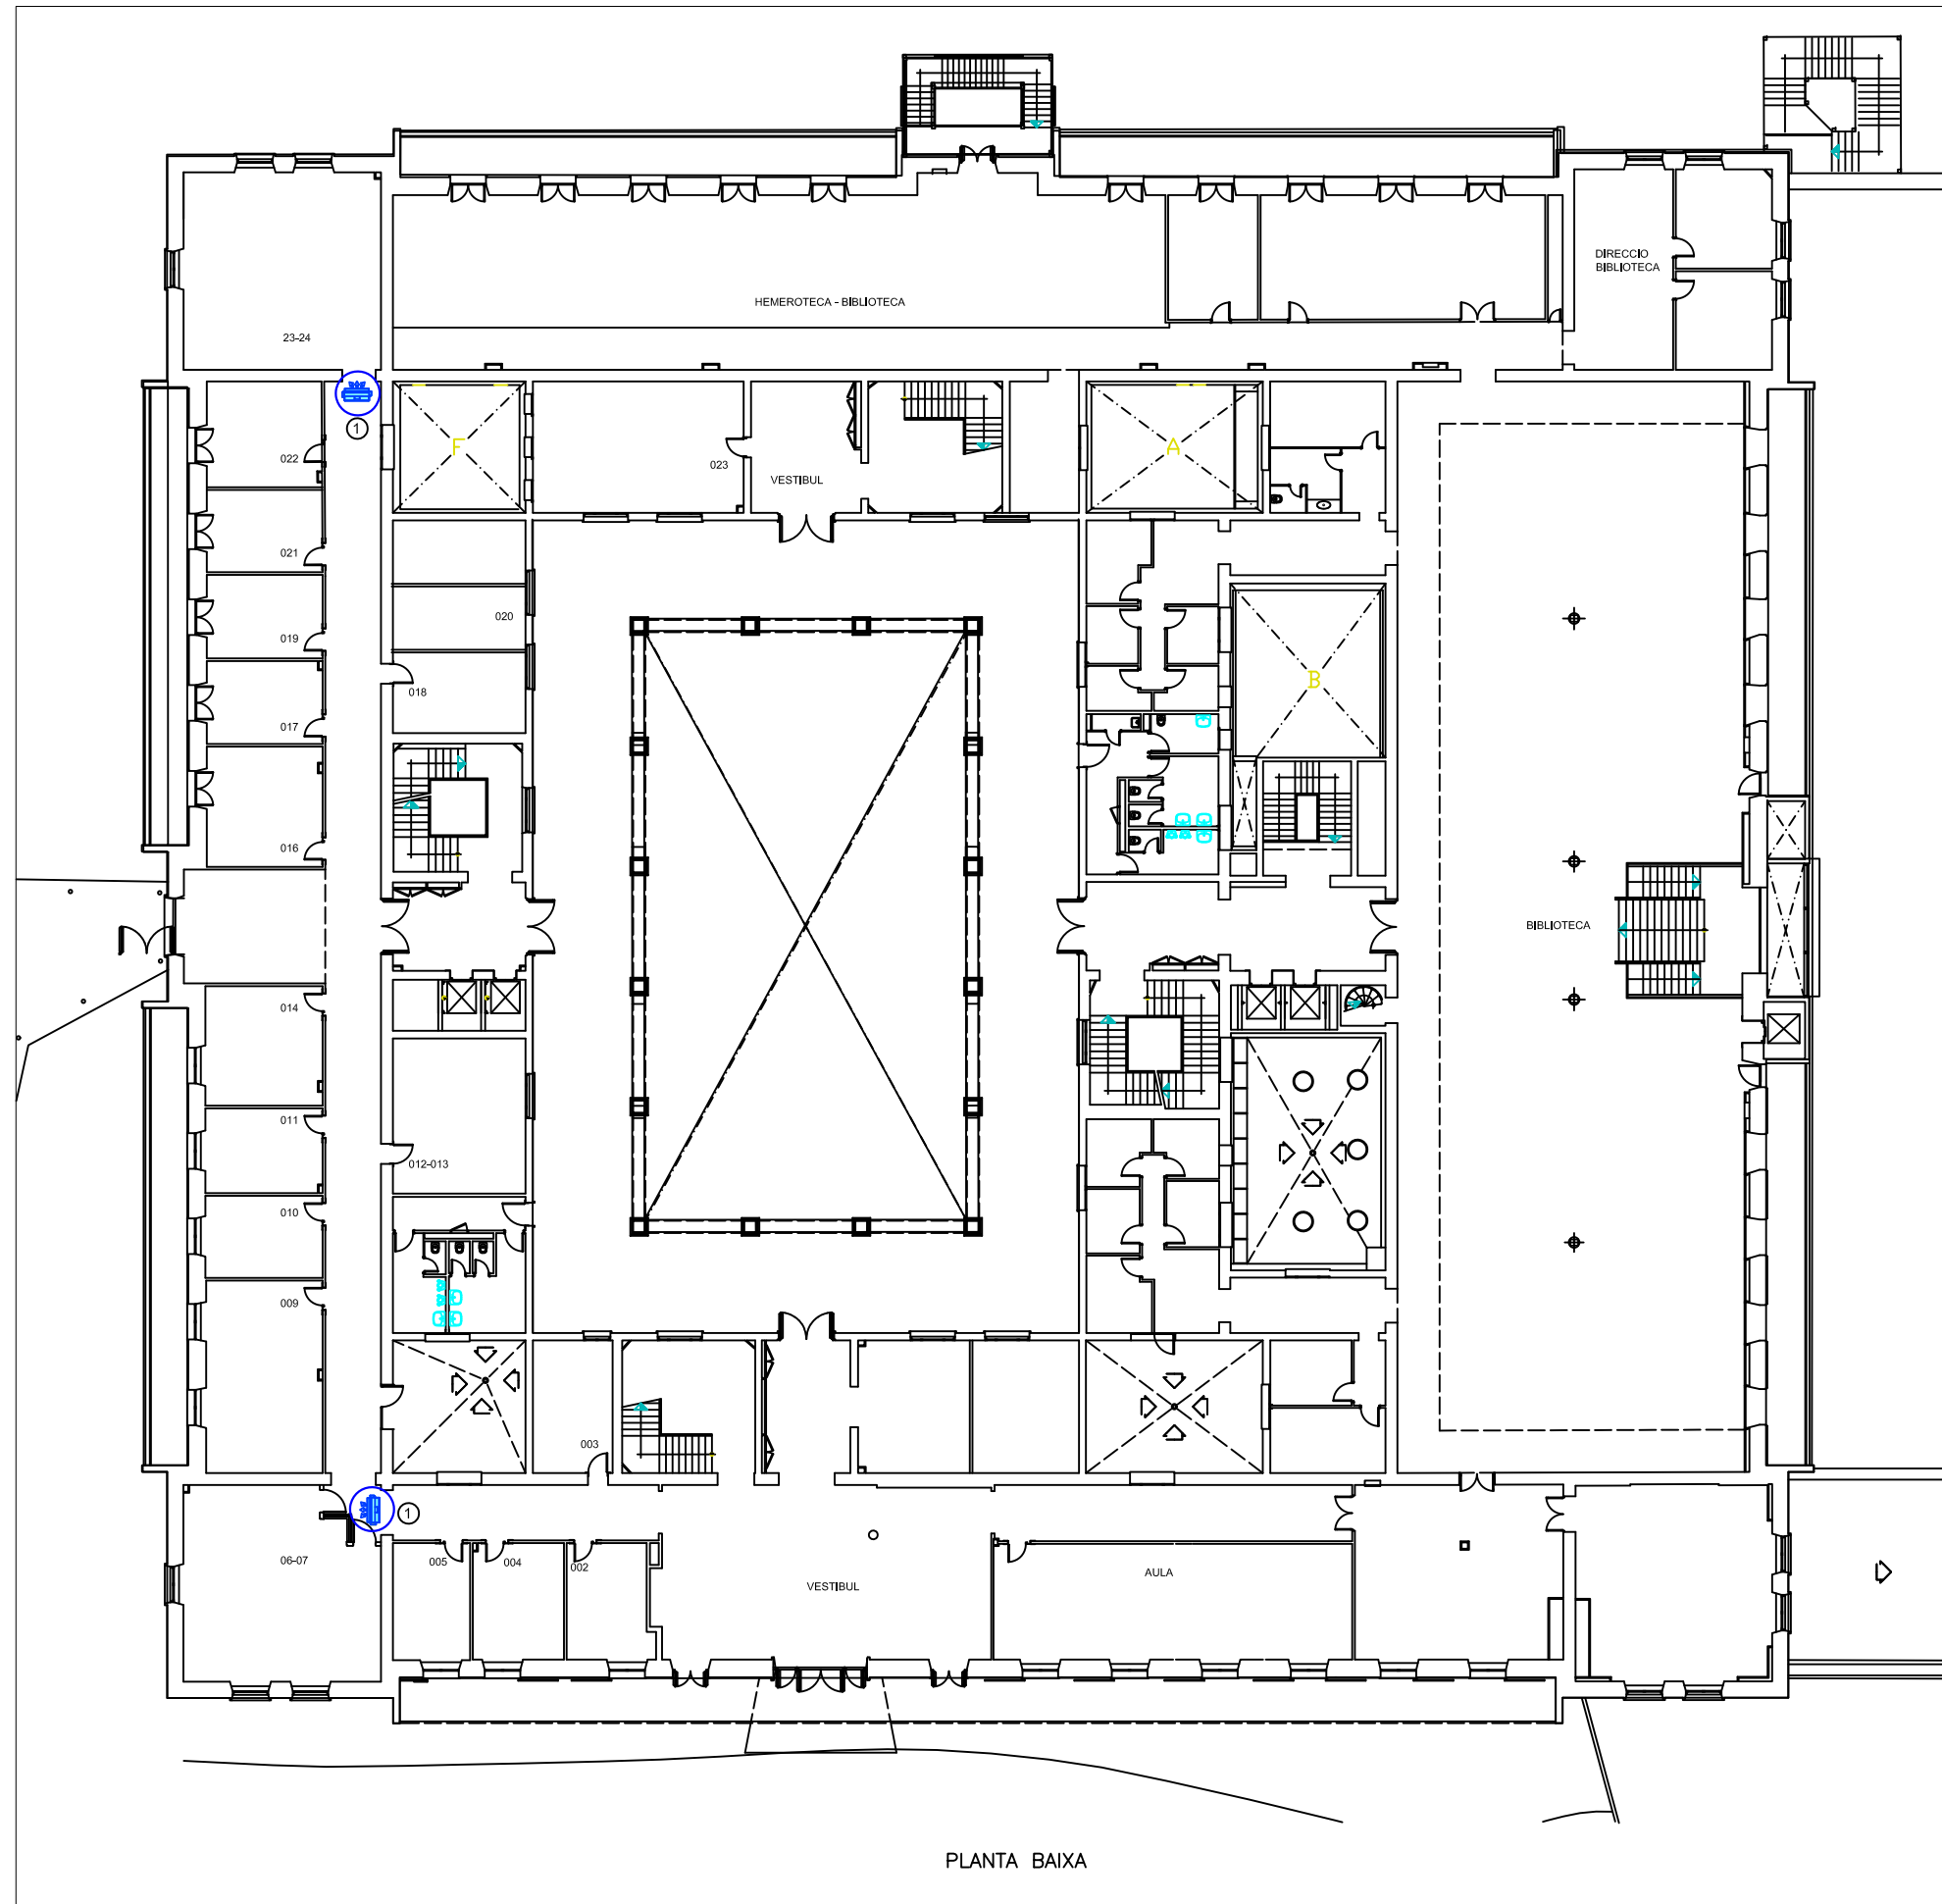 DIRECCIO
BIBLIOTECA
HEMEROTECA - BIBLIOTECA
23-24
1
022
F
023
VESTIBUL
A
021
019
020
018
017
B
016
BIBLIOTECA
014
011
012-013
010
009
003
1
06-07
005
004
002
VESTIBUL
AULA
PLANTA BAIXA